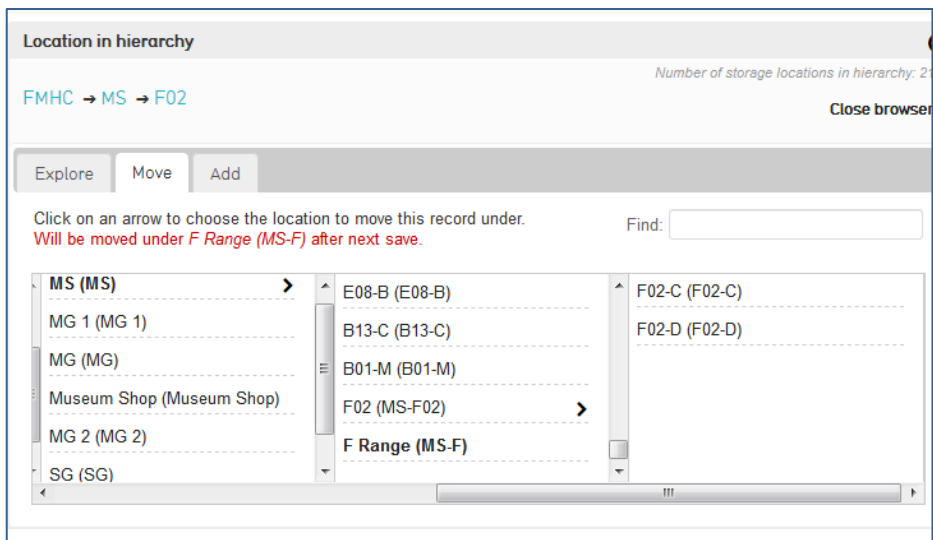 Location in hierarchy
Number of storage locations in hierarchy:
FMHC → MS → F02
Close browser
Explore Move Add
Click on an arrow to choose the location to move this record under.
Find:
Will be moved under F Range (MS-F) after next save.
MS (MS)
MG 1 (MG 1)
MG (MG)
Museum Shop (Museum Shop)
MG 2 (MG 2)
SG (SG)
E08-B (E08-B)
B13-C (B13-C)
B01-M (B01-M)
F02 (MS-F02)
F Range (MS-F)
F02-C (F02-C)
F02-D (F02-D)